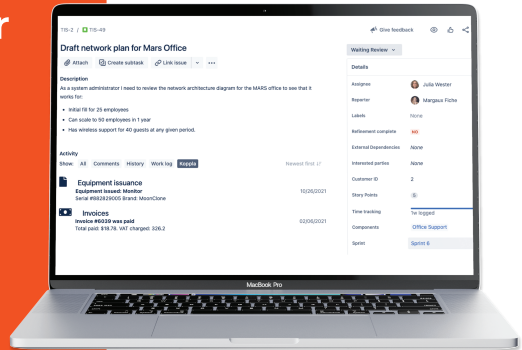 r
TIS-2 / TIS-49
Give feedback
Draft network plan for Mars Office
Attach Create subtask Link issue
Description
As a system administrator I need to review the network architecture diagram for the MARS office to see that it
works for:
• Initial fill for 25 employees
• Can scale to 50 employees in 1 year
• Has wireless support for 40 guests at any given period.
Activity
Show: All Comments History Work log Koppla
Newest first
Equipment issuance
Equipment issued: Monitor
10/26/2021
Serial #882829005 Brand: MoonClone
Invoices
Invoice #6039 was paid
02/06/2021
Total paid: $18.78. VAT charged: 326.2
Waiting Review
Details
Assignee Julia Wester
Reporter Margaux Fiche
Labels None
Refinement complete NO
External Dependencies None
Interested parties None
Customer ID 2
Story Points 5
Time tracking 1w logged
Components Office Support
Sprint Sprint 6
MacBook Pro